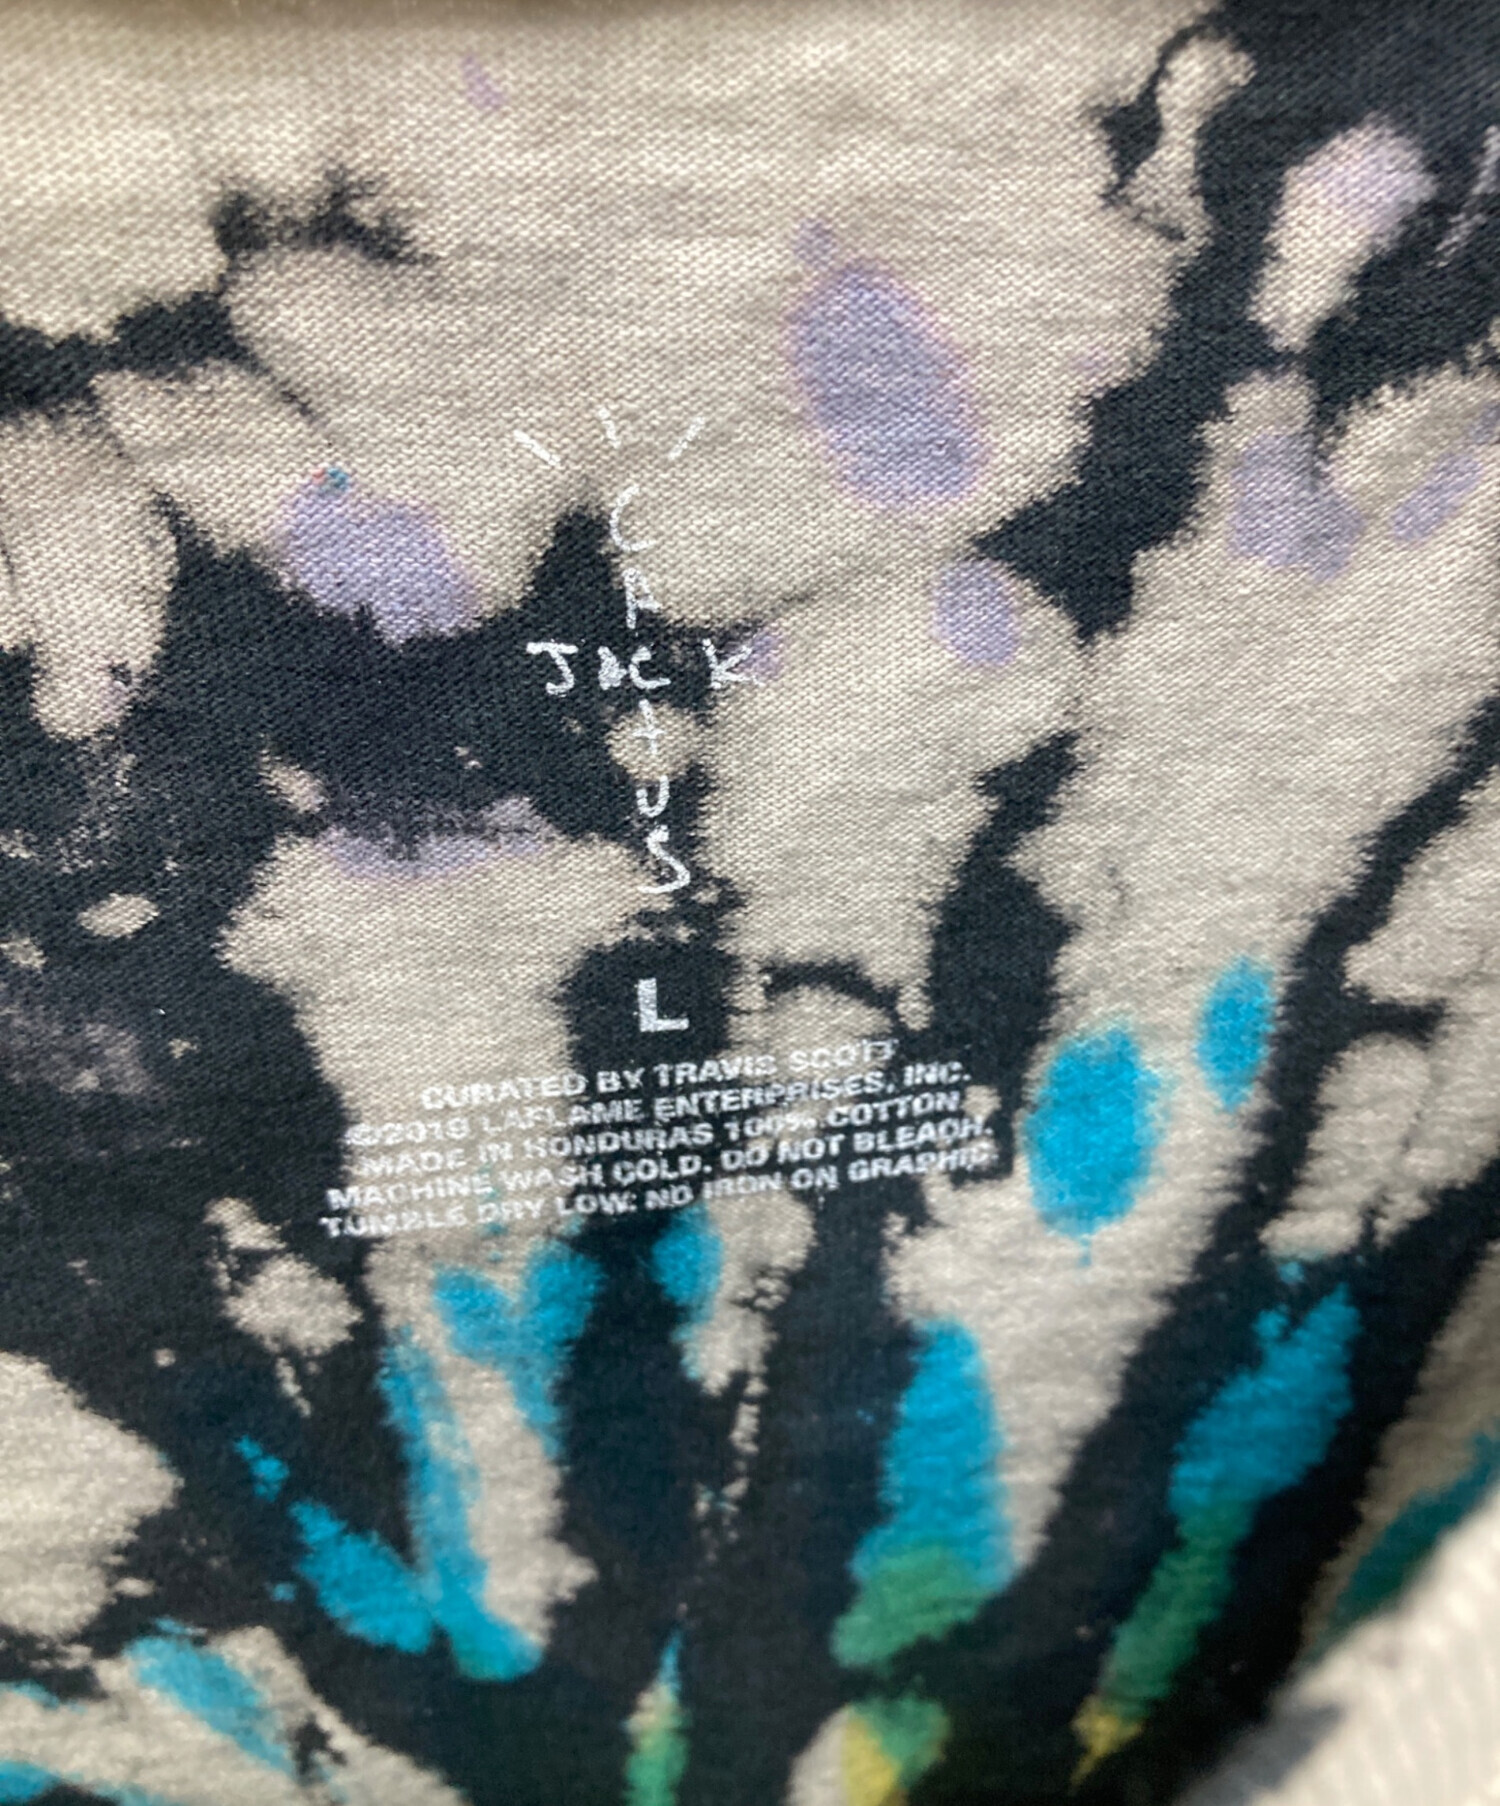 CACTUS
JACK
L
CURATED BY TRAVIS SCOTT
©2018 LAFLAME ENTERPRISES, INC.
MADE IN HONDURAS 100% COTTON
MACHINE WASH COLD. DO NOT BLEACH.
TUMBLE DRY LOW. NO IRON ON GRAPHIC